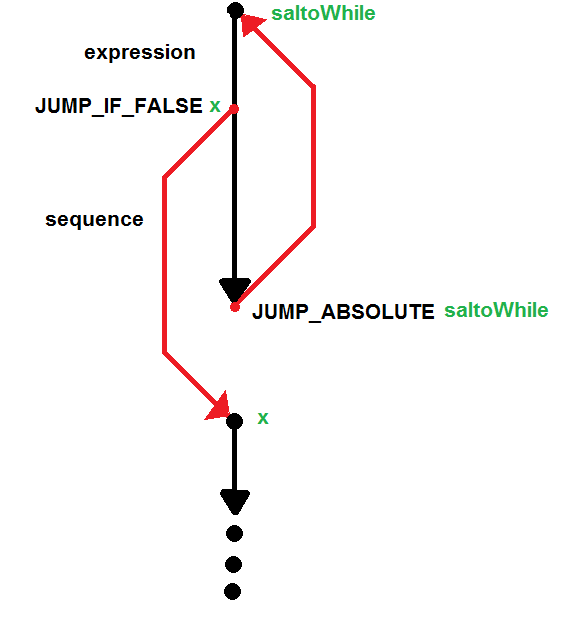 saltoWhile
expression
JUMP_IF_FALSE x
sequence
JUMP_ABSOLUTE saltoWhile
x